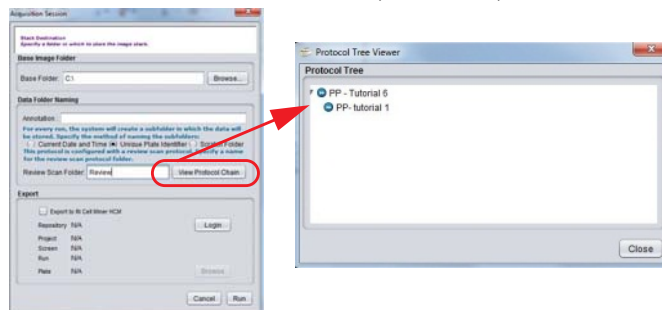 Acquisition Session
Stack Destination
Specify a folder in which to store the image stack.
Base Image Folder
Base Folder: C:\ Browse...
Data Folder Naming
Annotation:
For every run, the system will create a subfolder in which the data will
be stored. Specify the method of naming the subfolders:
Current Date and Time Unique Plate Identifier Scratch Folder
This protocol is configured with a review scan protocol. Specify a name
for the review scan protocol folder.
Review Scan Folder: Review View Protocol Chain
Export
Export to IN Cell Miner HCM
Repository N/A Login
Project N/A
Screen N/A
Run N/A
Plate N/A Browse
Cancel Run
Protocol Tree Viewer
Protocol Tree
PP - Tutorial 6
PP- tutorial 1
Close